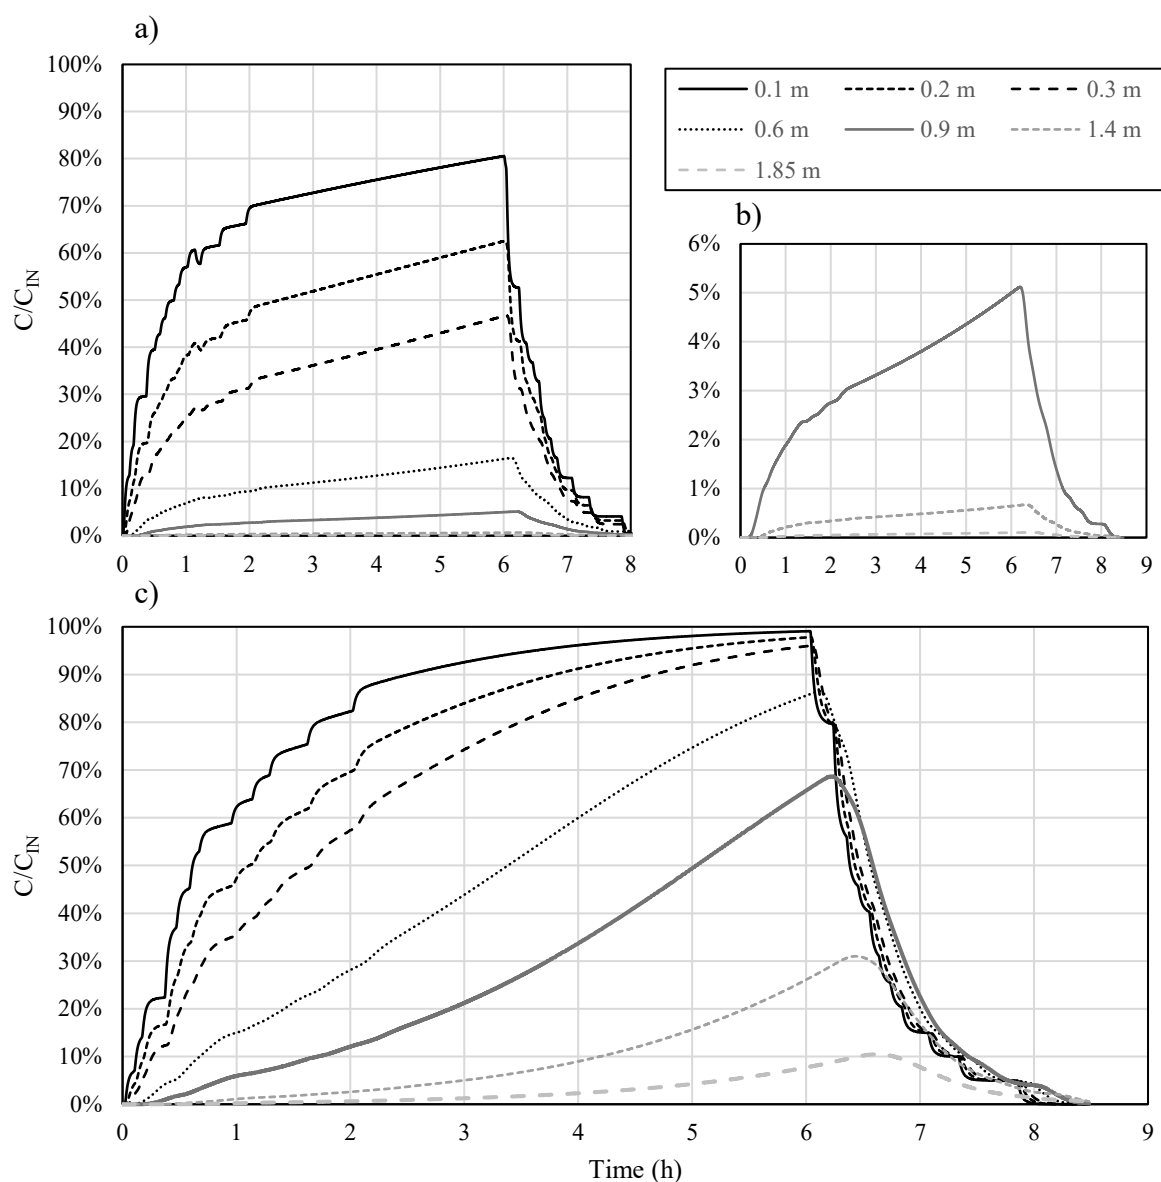 a)
100%
90%
80%
70%
60%
50%
40%
30%
20%
10%
0%
C/C_IN
0 1 2 3 4 5 6 7 8
0.1 m 0.2 m 0.3 m
0.6 m 0.9 m 1.4 m
1.85 m
b)
6%
5%
4%
3%
2%
1%
0%
0 1 2 3 4 5 6 7 8 9
c)
100%
90%
80%
70%
60%
50%
40%
30%
20%
10%
0%
C/C_IN
0 1 2 3 4 5 6 7 8 9
Time (h)